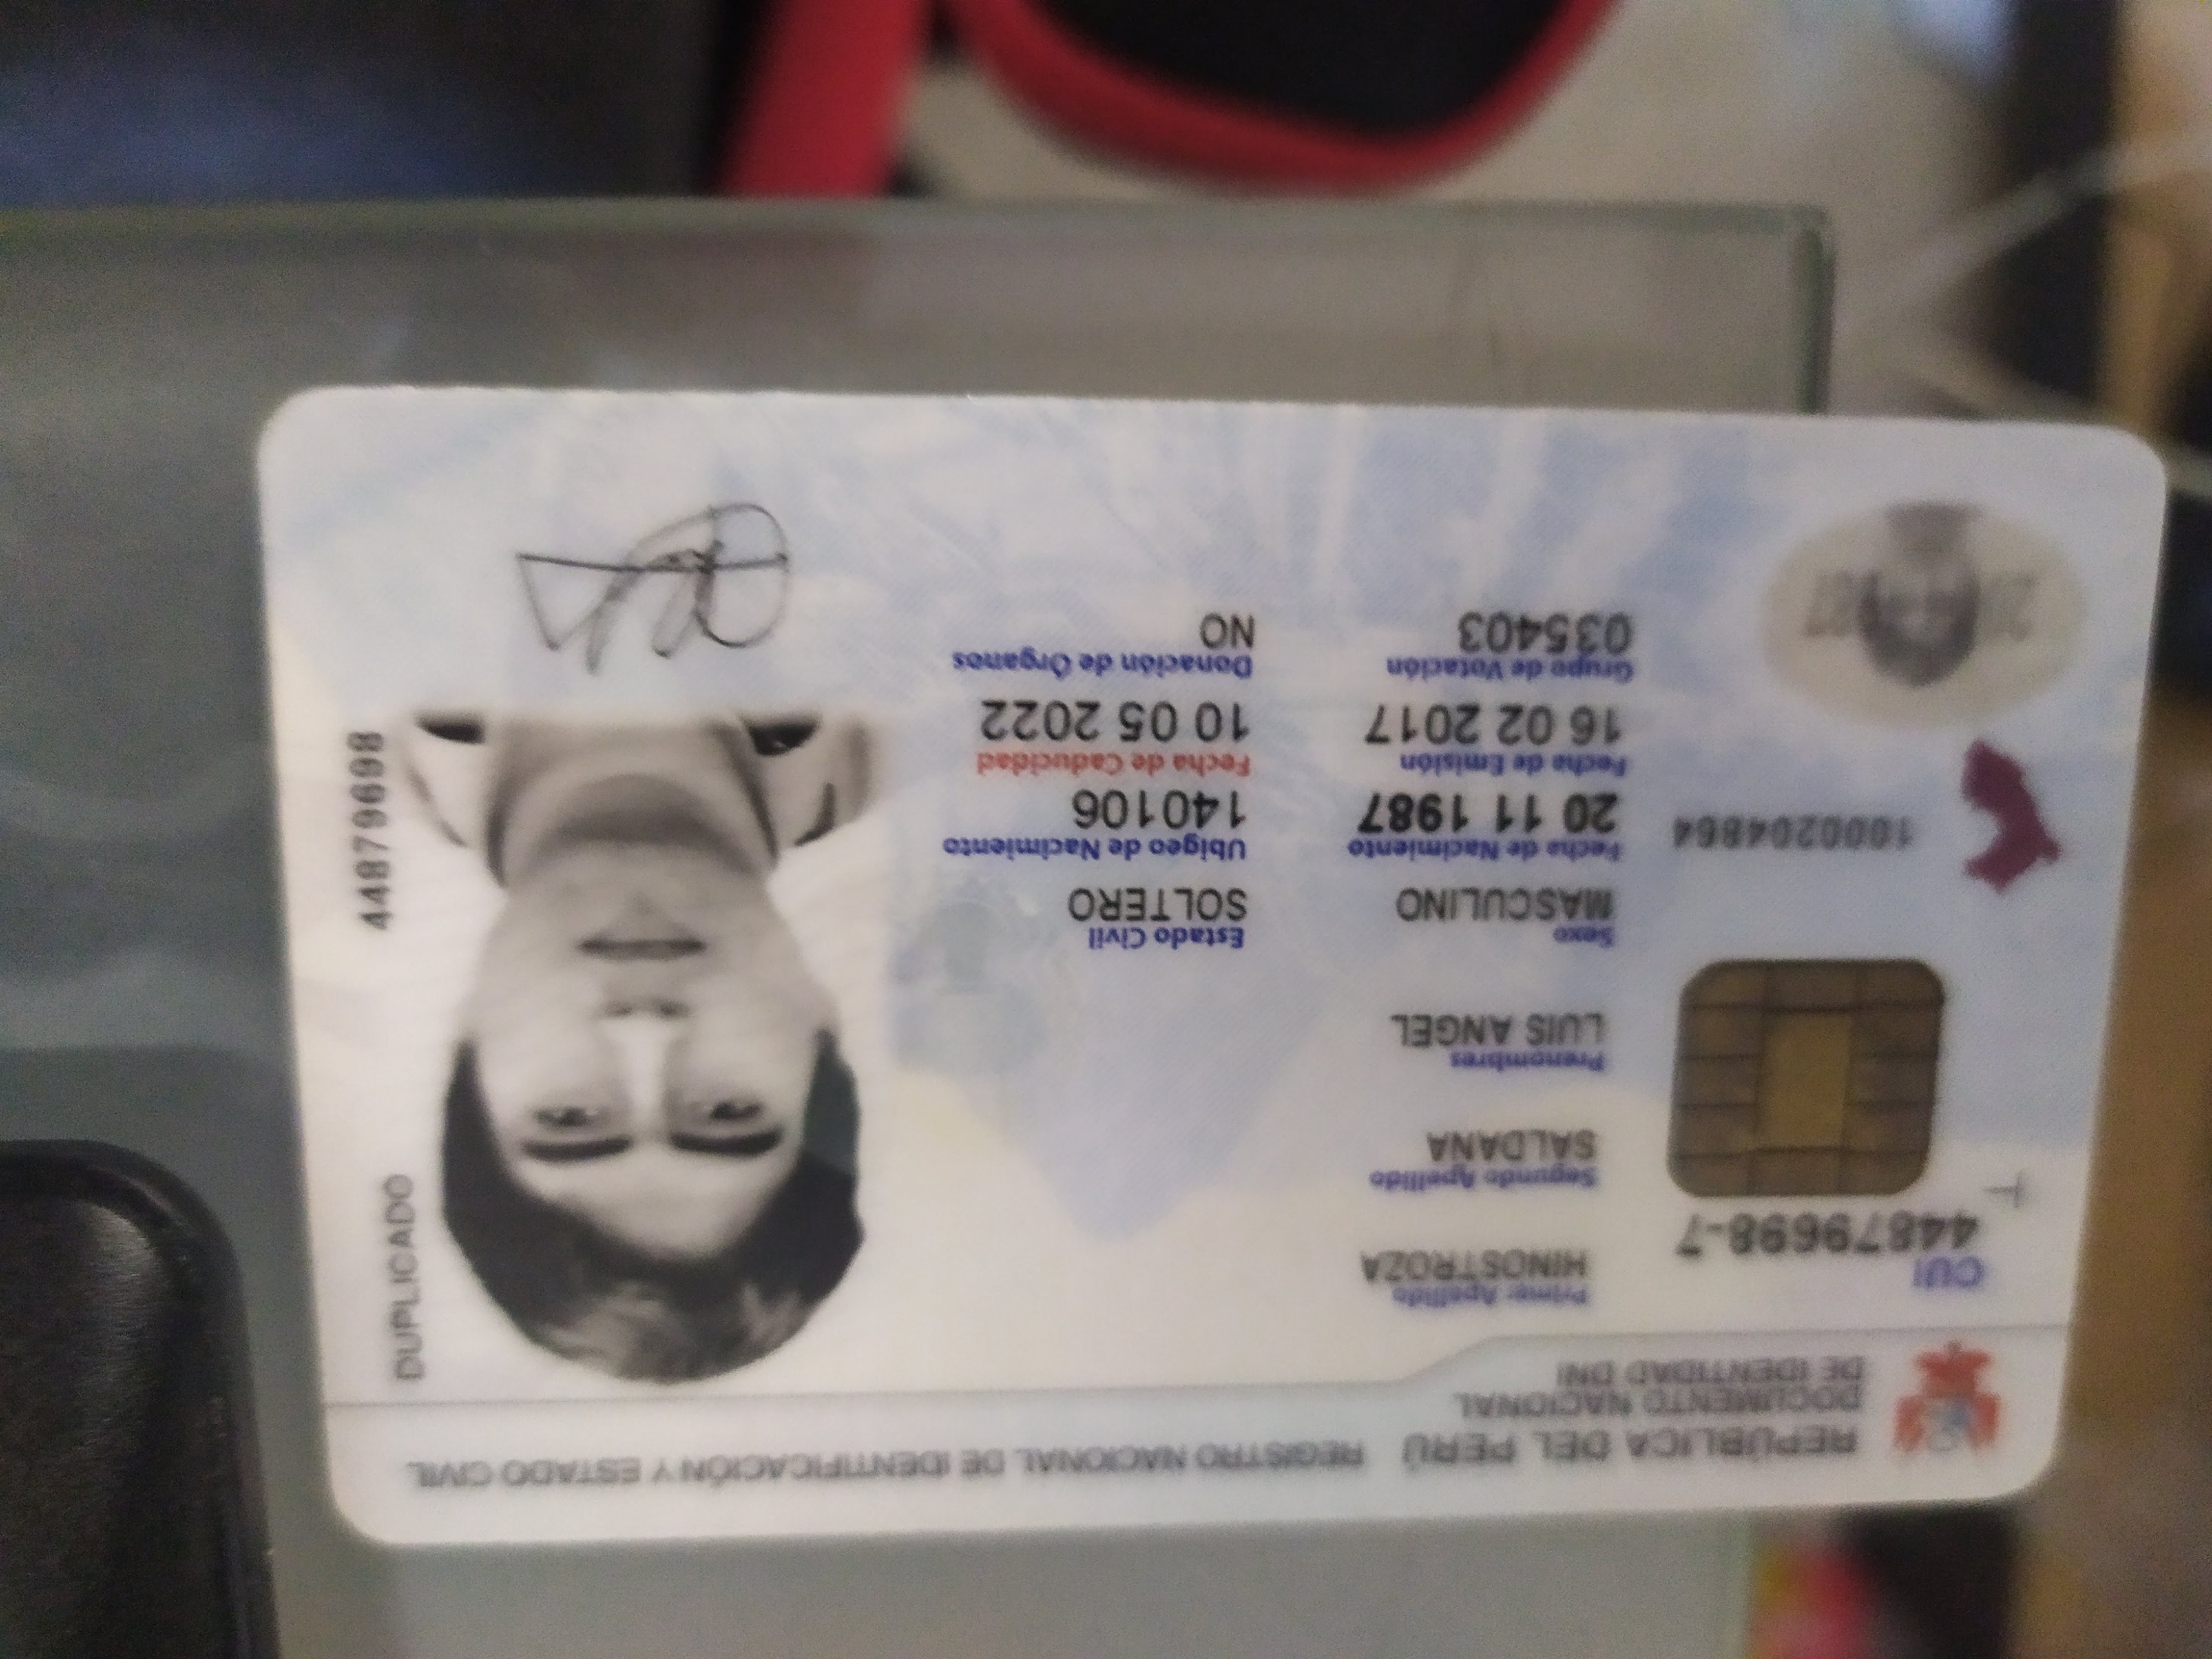 REPÚBLICA DEL PERÚ REGISTRO NACIONAL DE IDENTIFICACIÓN Y ESTADO CIVIL
DOCUMENTO NACIONAL
DE IDENTIDAD DNI
DUPLICADO
CUI
44879698-7
Primer Apellido
HINOSTROZA
Segundo Apellido
SALDAÑA
Prenombres
LUIS ANGEL
Sexo
MASCULINO
Estado Civil
SOLTERO
1000204864
Fecha de Nacimiento
20 11 1987
Ubigeo de Nacimiento
140106
Fecha de Emisión
16 02 2017
Fecha de Caducidad
10 05 2022
Grupo de Votación
035403
Donación de Órganos
NO
44879698